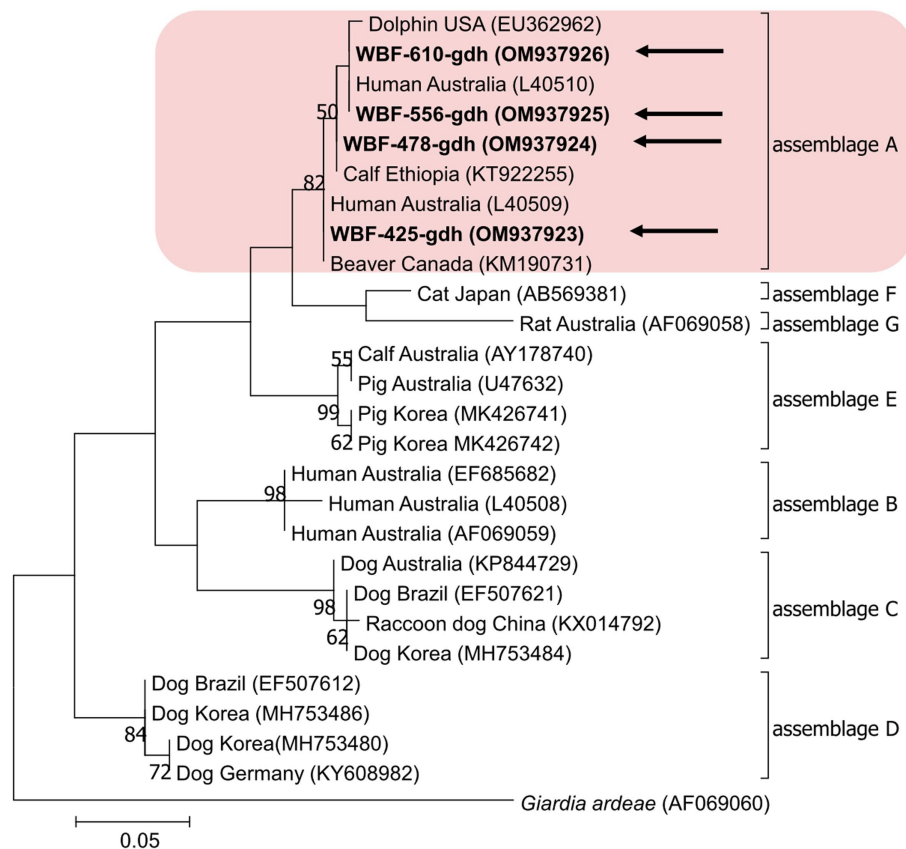 Dolphin USA (EU362962)
WBF-610-gdh (OM937926)
Human Australia (L40510)
50
WBF-556-gdh (OM937925)
WBF-478-gdh (OM937924)
assemblage A
Calf Ethiopia (KT922255)
82
Human Australia (L40509)
WBF-425-gdh (OM937923)
Beaver Canada (KM190731)
Cat Japan (AB569381)
assemblage F
Rat Australia (AF069058)
assemblage G
Calf Australia (AY178740)
55
Pig Australia (U47632)
assemblage E
99
Pig Korea (MK426741)
62
Pig Korea MK426742)
Human Australia (EF685682)
98
Human Australia (L40508)
assemblage B
Human Australia (AF069059)
Dog Australia (KP844729)
98
Dog Brazil (EF507621)
assemblage C
Raccoon dog China (KX014792)
62
Dog Korea (MH753484)
Dog Brazil (EF507612)
Dog Korea (MH753486)
assemblage D
84
Dog Korea(MH753480)
72
Dog Germany (KY608982)
Giardia ardeae (AF069060)
0.05